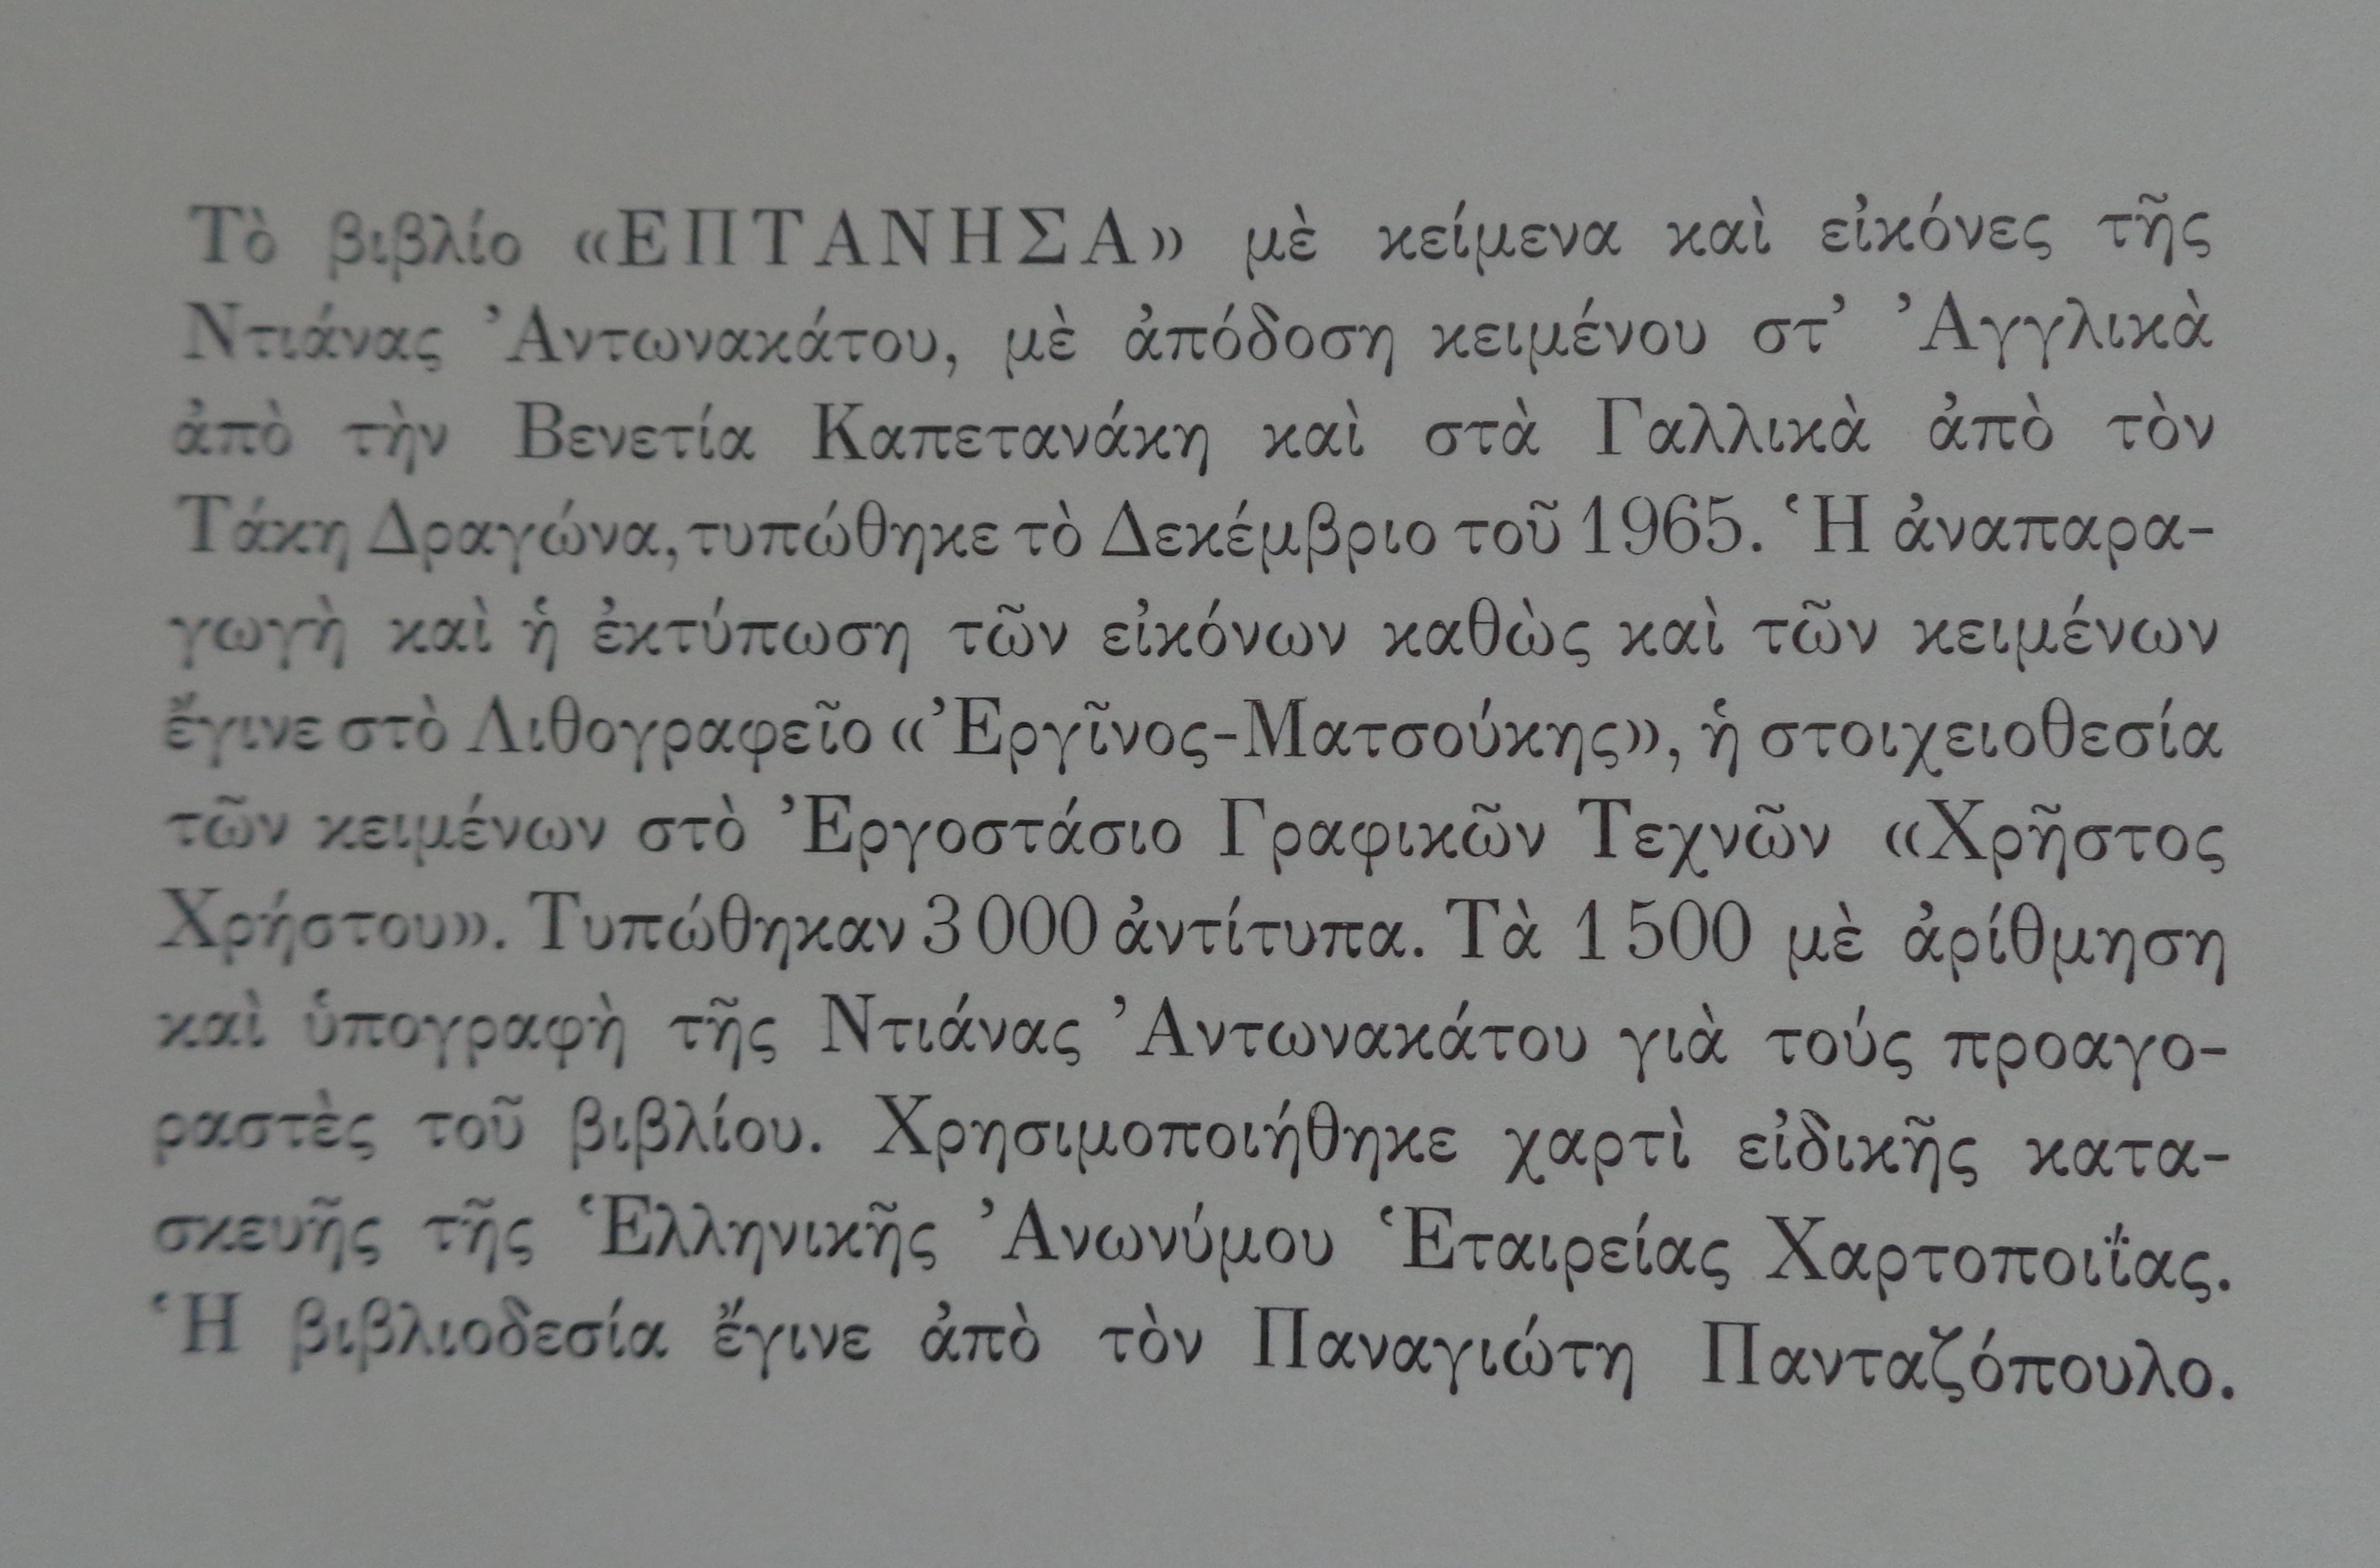 Τὸ βιβλίο «ΕΠΤΑΝΗΣΑ» μὲ κείμενα καὶ εἰκόνες τῆς
Ντιάνας Ἀντωνακάτου, μὲ ἀπόδοση κειμένου στ’ Ἀγγλικὰ
ἀπὸ τὴν Βενετία Καπετανάκη καὶ στὰ Γαλλικὰ ἀπὸ τὸν
Τάκη Δραγώνα, τυπώθηκε τὸ Δεκέμβριο τοῦ 1965. Ἡ ἀναπαρα-
γωγὴ καὶ ἡ ἐκτύπωση τῶν εἰκόνων καθὼς καὶ τῶν κειμένων
ἔγινε στὸ Λιθογραφεῖο «Ἐργῖνος-Ματσούκης», ἡ στοιχειοθεσία
τῶν κειμένων στὸ Ἐργοστάσιο Γραφικῶν Τεχνῶν «Χρῆστος
Χρήστου». Τυπώθηκαν 3 000 ἀντίτυπα. Τὰ 1 500 μὲ ἀρίθμηση
καὶ ὑπογραφὴ τῆς Ντιάνας Ἀντωνακάτου γιὰ τούς προαγο-
ραστὲς τοῦ βιβλίου. Χρησιμοποιήθηκε χαρτὶ εἰδικῆς κατα-
σκευῆς τῆς Ἑλληνικῆς Ἀνωνύμου Ἑταιρείας Χαρτοποιΐας.
Ἡ βιβλιοδεσία ἔγινε ἀπὸ τὸν Παναγιώτη Πανταζόπουλο.